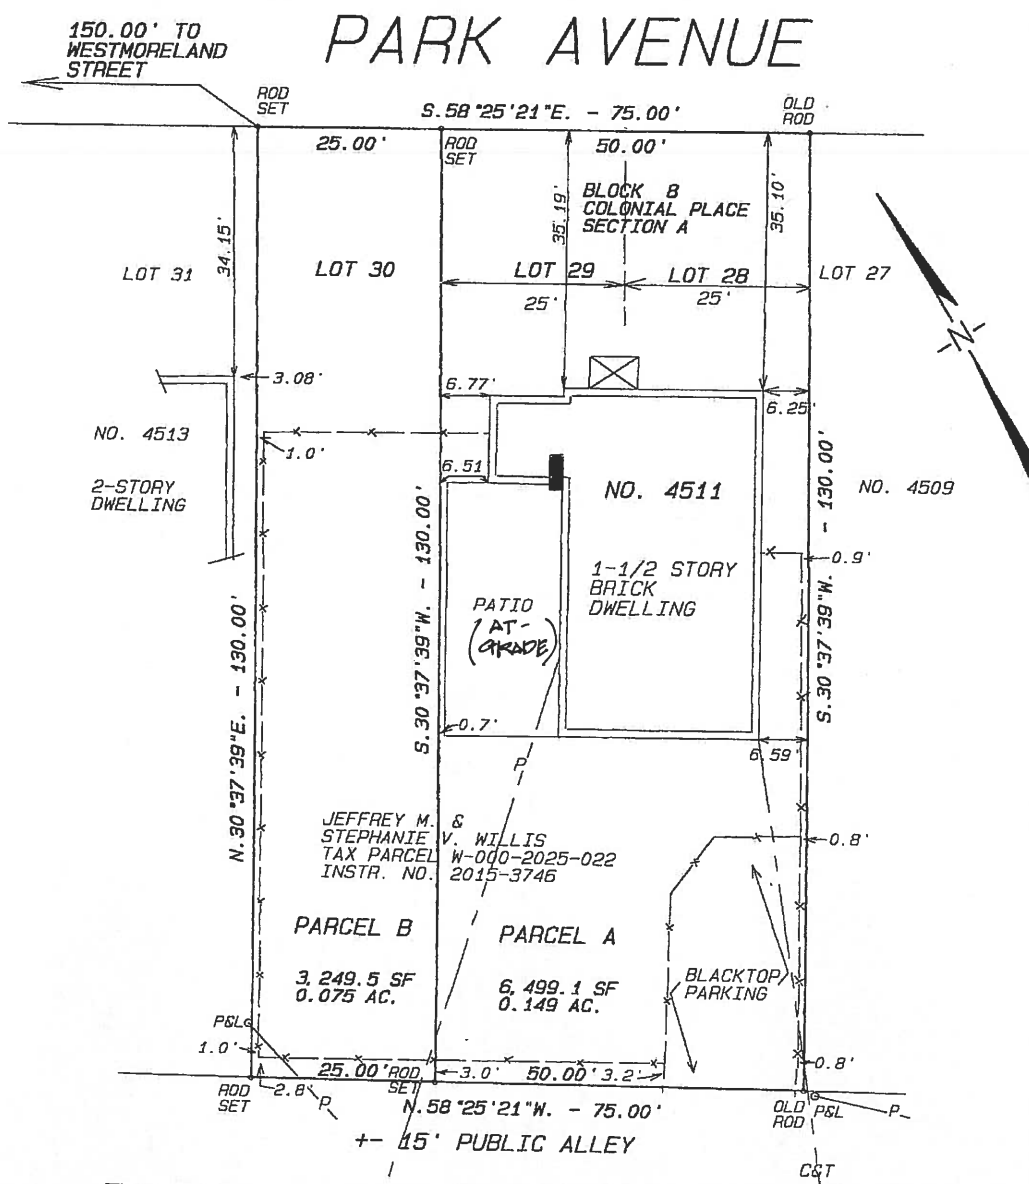 PARK AVENUE
150.00' TO
WESTMORELAND
STREET
ROD
SET
S.58°25'21"E. - 75.00'
OLD
ROD
25.00'
ROD
SET
50.00'
BLOCK 8
COLONIAL PLACE
SECTION A
34.15'
35.19'
35.10'
LOT 31
LOT 30
LOT 29
LOT 28
LOT 27
25'
25'
3.08'
6.77'
6.25'
N
NO. 4513
1.0'
6.51
NO. 4511
NO. 4509
2-STORY
DWELLING
1-1/2 STORY
BRICK
DWELLING
0.9'
PATIO
(AT-
GRADE)
N.30°37'39"E. - 130.00'
S.30°37'39"W. - 130.00'
S.30°37'39"W. - 130.00'
0.7'
6.59'
P
JEFFREY M. &
STEPHANIE V. WILLIS
TAX PARCEL W-000-2025-022
INSTR. NO. 2015-3746
0.8'
PARCEL B
PARCEL A
3,249.5 SF
0.075 AC.
6,499.1 SF
0.149 AC.
BLACKTOP
PARKING
P&L
1.0'
25.00'
ROD
SET
3.0'
50.00'
3.2'
0.8'
ROD
SET
2.8'
P
N.58°25'21"W. - 75.00'
OLD
ROD
P&L
P
+- 15' PUBLIC ALLEY
C&T